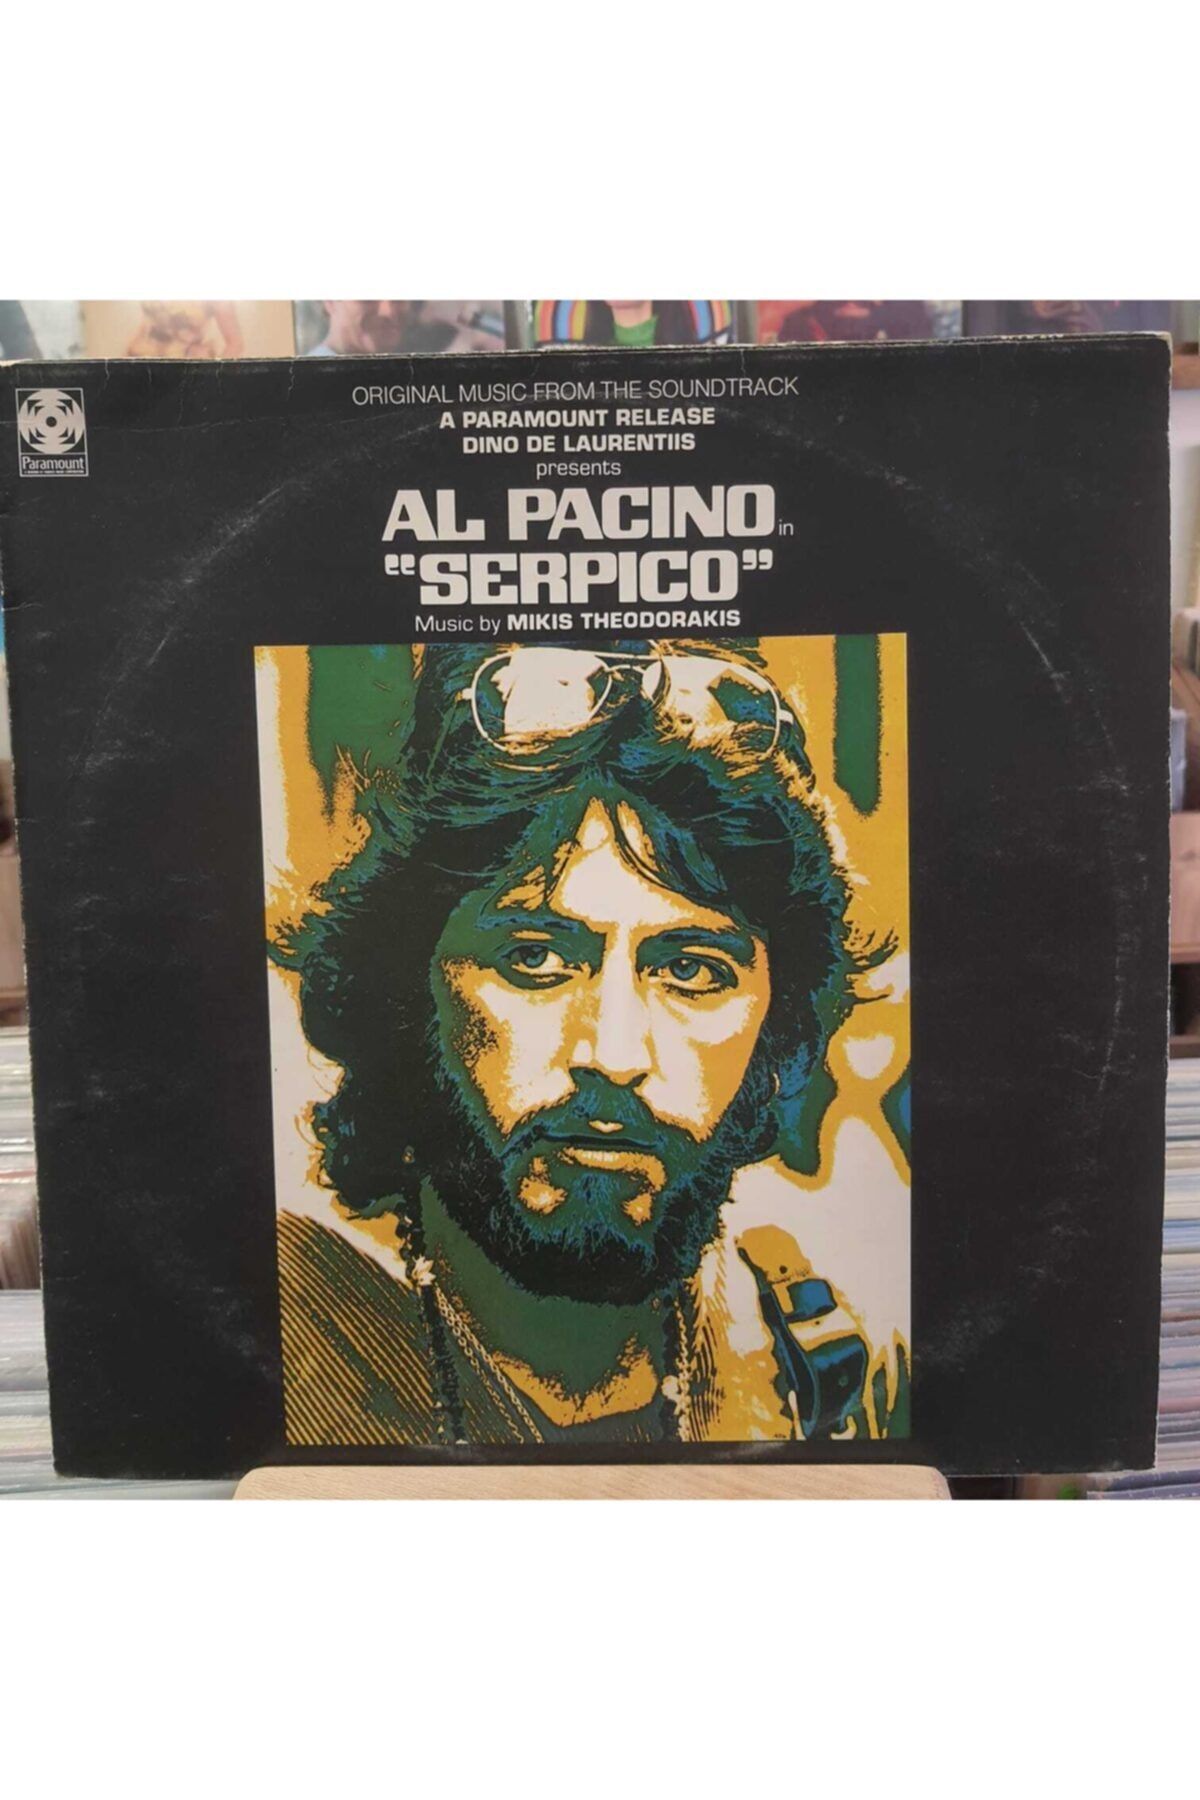 ORIGINAL MUSIC FROM THE SOUNDTRACK
A PARAMOUNT RELEASE
DINO DE LAURENTIIS
presents
AL PACINO in
“SERPICO”
Music by MIKIS THEODORAKIS
Paramount